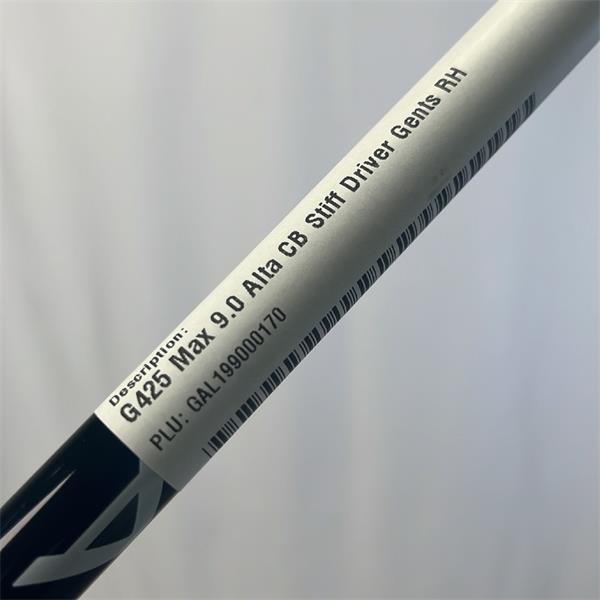 Description:
G425 Max 9.0 Alta CB Stiff Driver Gents RH
PLU: GAL199000170